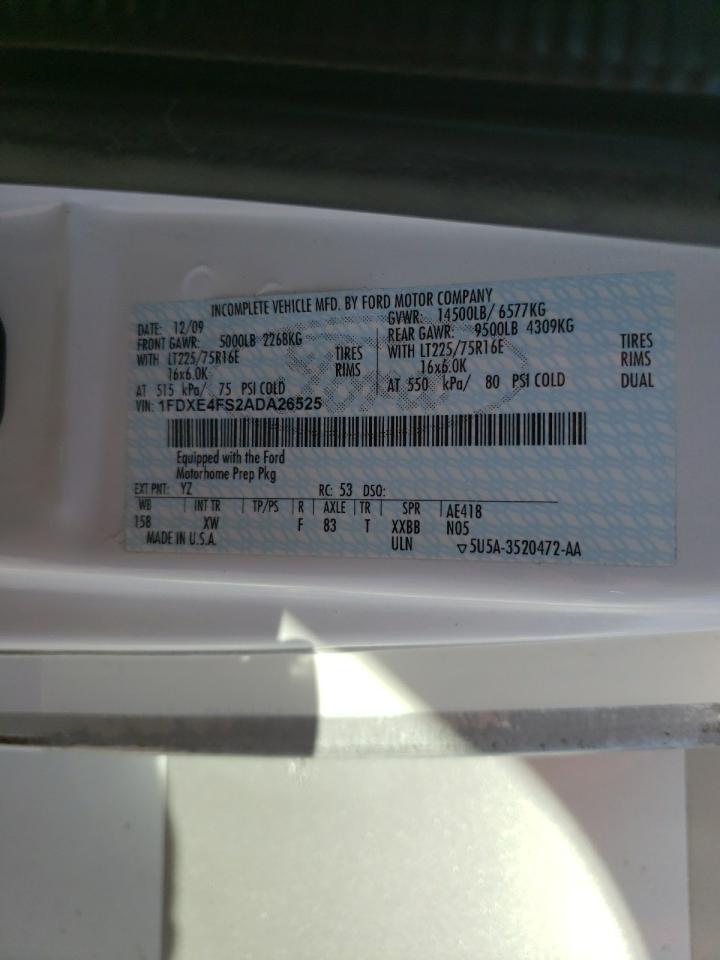 INCOMPLETE VEHICLE MFD. BY FORD MOTOR COMPANY
DATE: 12/09 GVWR: 14500LB/ 6577KG
FRONT GAWR: 5000LB 2268KG REAR GAWR: 9500LB 4309KG
WITH LT225/75R16E TIRES WITH LT225/75R16E TIRES
16x6.0K RIMS 16x6.0K RIMS
AT 515 kPa/ 75 PSI COLD AT 550 kPa/ 80 PSI COLD DUAL
VIN: 1FDXE4FS2ADA26525
Equipped with the Ford
Motorhome Prep Pkg
EXT PNT: YZ RC: 53 DSO:
WB INT TR TP/PS R AXLE TR SPR AE418
158 XW F 83 T XXBB N05
MADE IN U.S.A. ULN ▽5U5A-3520472-AA